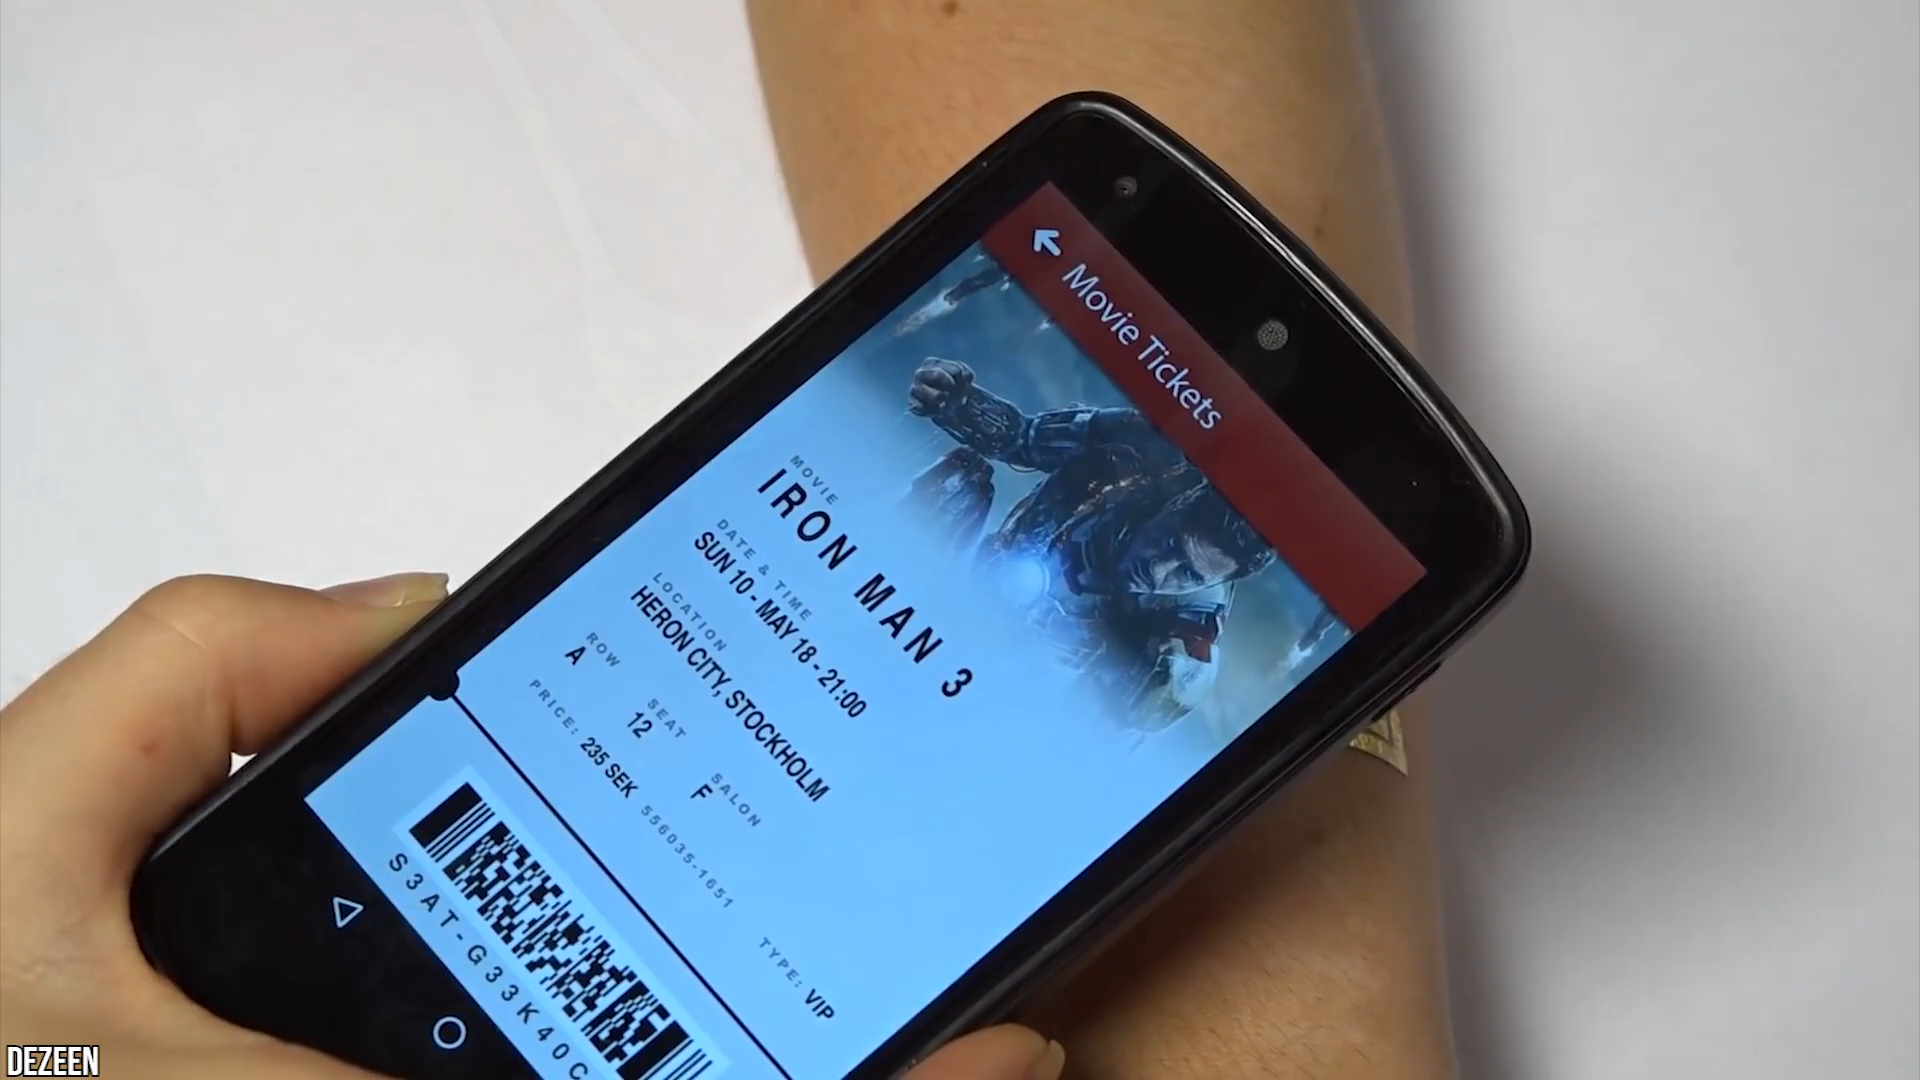 Movie Tickets
MOVIE
IRON MAN 3
DATE & TIME
SUN 10 - MAY 18 - 21:00
LOCATION
HERON CITY, STOCKHOLM
ROW SEAT SALON
A 12 F
PRICE: 235 SEK 556035-1651 TYPE: VIP
S3AT-G33K40C
DEZEEN